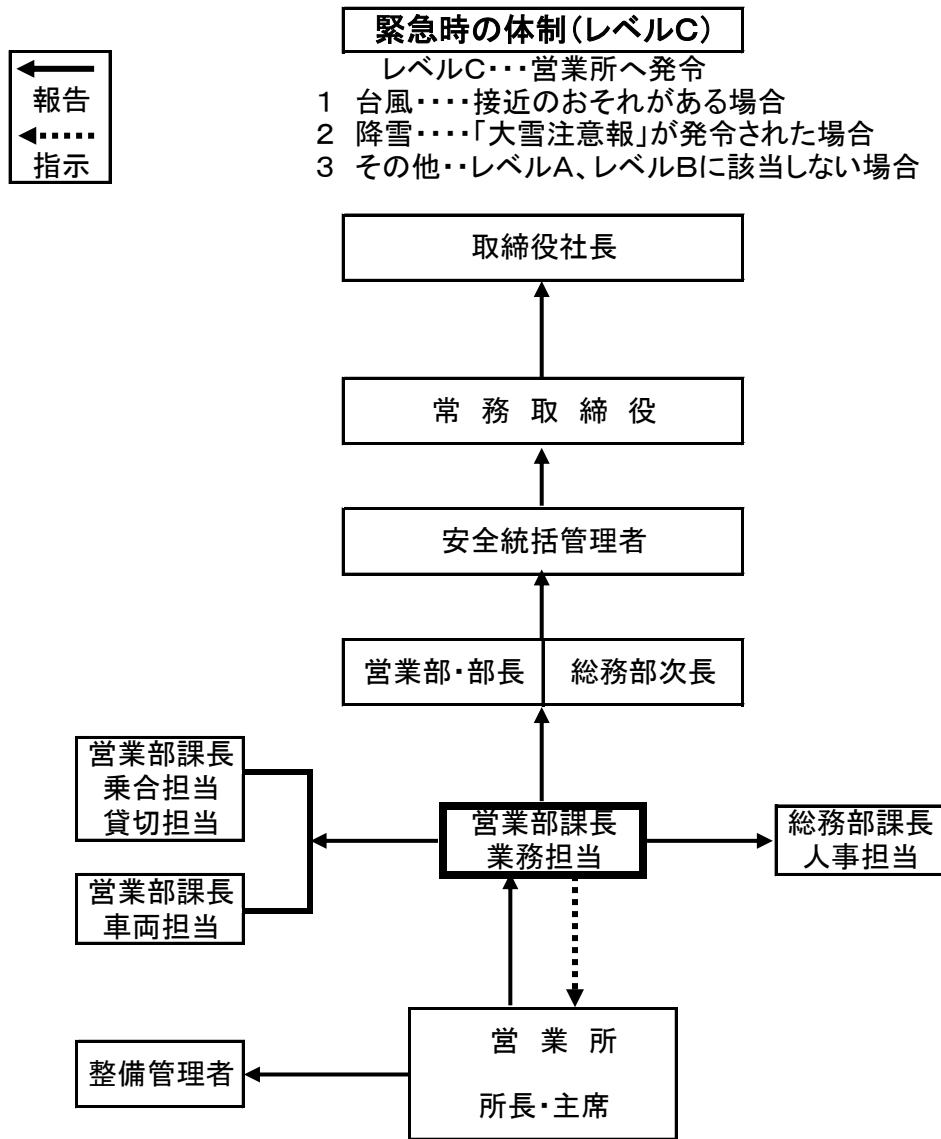 緊急時の体制（レベルＣ）
レベルＣ・・・営業所へ発令
１　台風・・・・接近のおそれがある場合
２　降雪・・・・「大雪注意報」が発令された場合
３　その他・・レベルＡ、レベルＢに該当しない場合
報告
指示
取締役社長
常　務　取　締　役
安全統括管理者
営業部・部長
総務部次長
営業部課長
乗合担当
貸切担当
営業部課長
業務担当
総務部課長
人事担当
営業部課長
車両担当
営　業　所
所長・主席
整備管理者